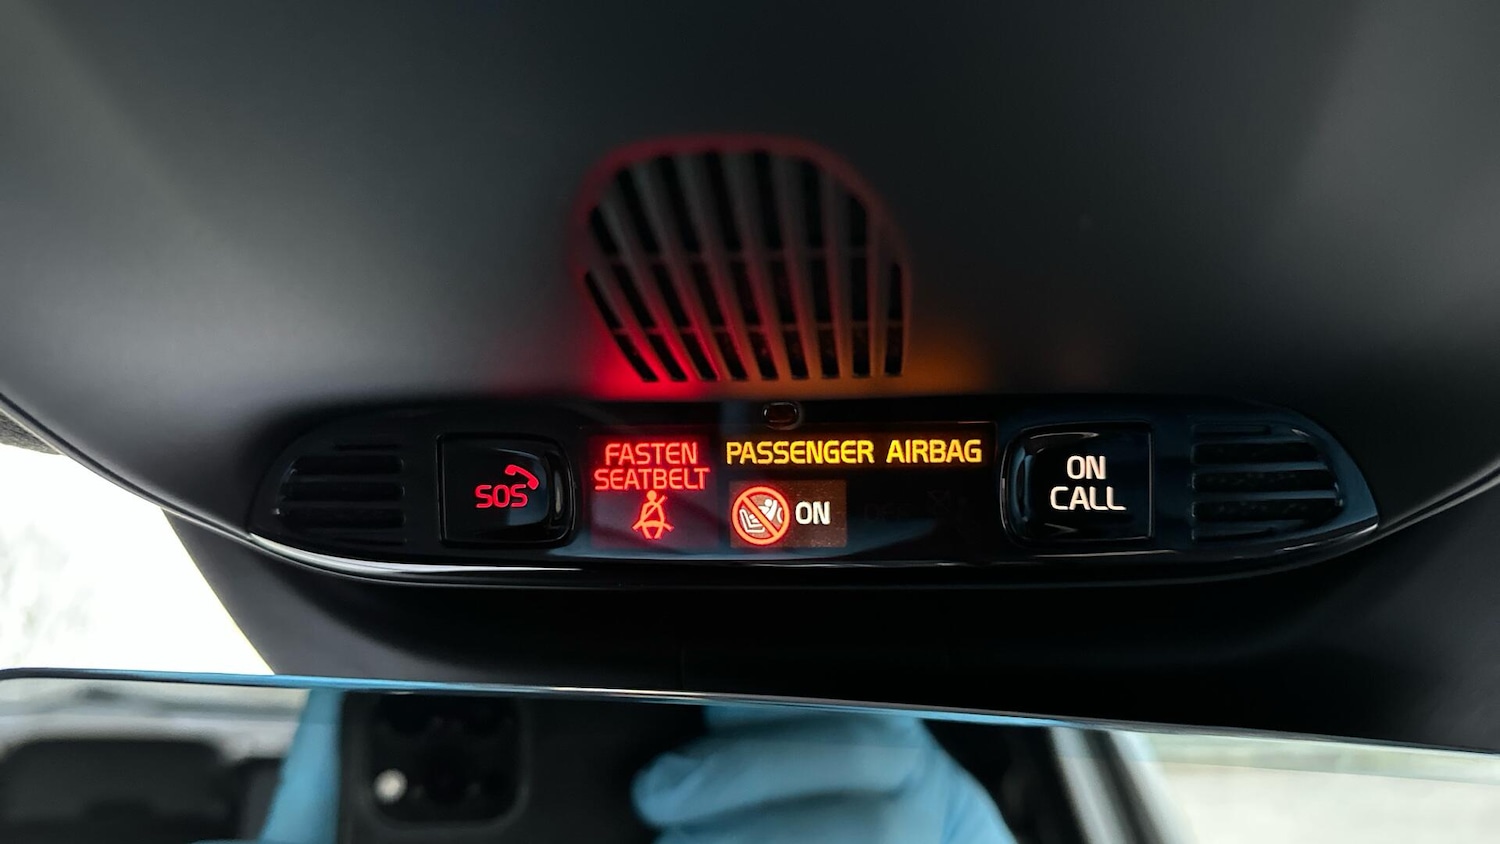 SOS
FASTEN
SEATBELT
PASSENGER AIRBAG
ON
ON
CALL